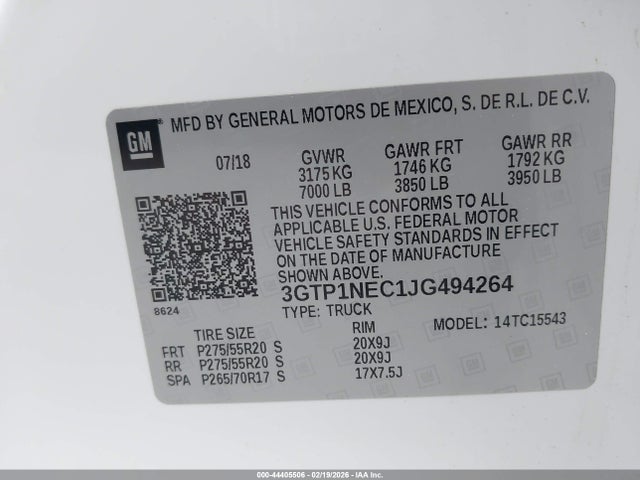 GM
MFD BY GENERAL MOTORS DE MEXICO, S. DE R.L. DE C.V.
07/18 GVWR GAWR FRT GAWR RR
3175 KG 1746 KG 1792 KG
7000 LB 3850 LB 3950 LB
THIS VEHICLE CONFORMS TO ALL
APPLICABLE U.S. FEDERAL MOTOR
VEHICLE SAFETY STANDARDS IN EFFECT
ON THE DATE OF MANUFACTURE
SHOWN ABOVE.
3GTP1NEC1JG494264
8624 TYPE: TRUCK
MODEL: 14TC15543
TIRE SIZE RIM
FRT P275/55R20 S 20X9J
RR P275/55R20 S 20X9J
SPA P265/70R17 S 17X7.5J
000-44405506 - 02/19/2026 - IAAI.COM